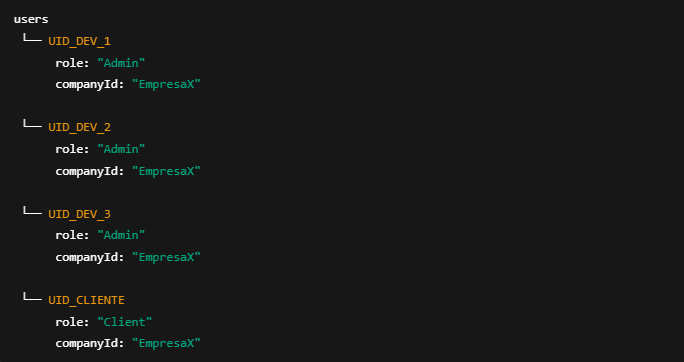 users
└── UID_DEV_1
role: "Admin"
companyId: "EmpresaX"
└── UID_DEV_2
role: "Admin"
companyId: "EmpresaX"
└── UID_DEV_3
role: "Admin"
companyId: "EmpresaX"
└── UID_CLIENTE
role: "Client"
companyId: "EmpresaX"